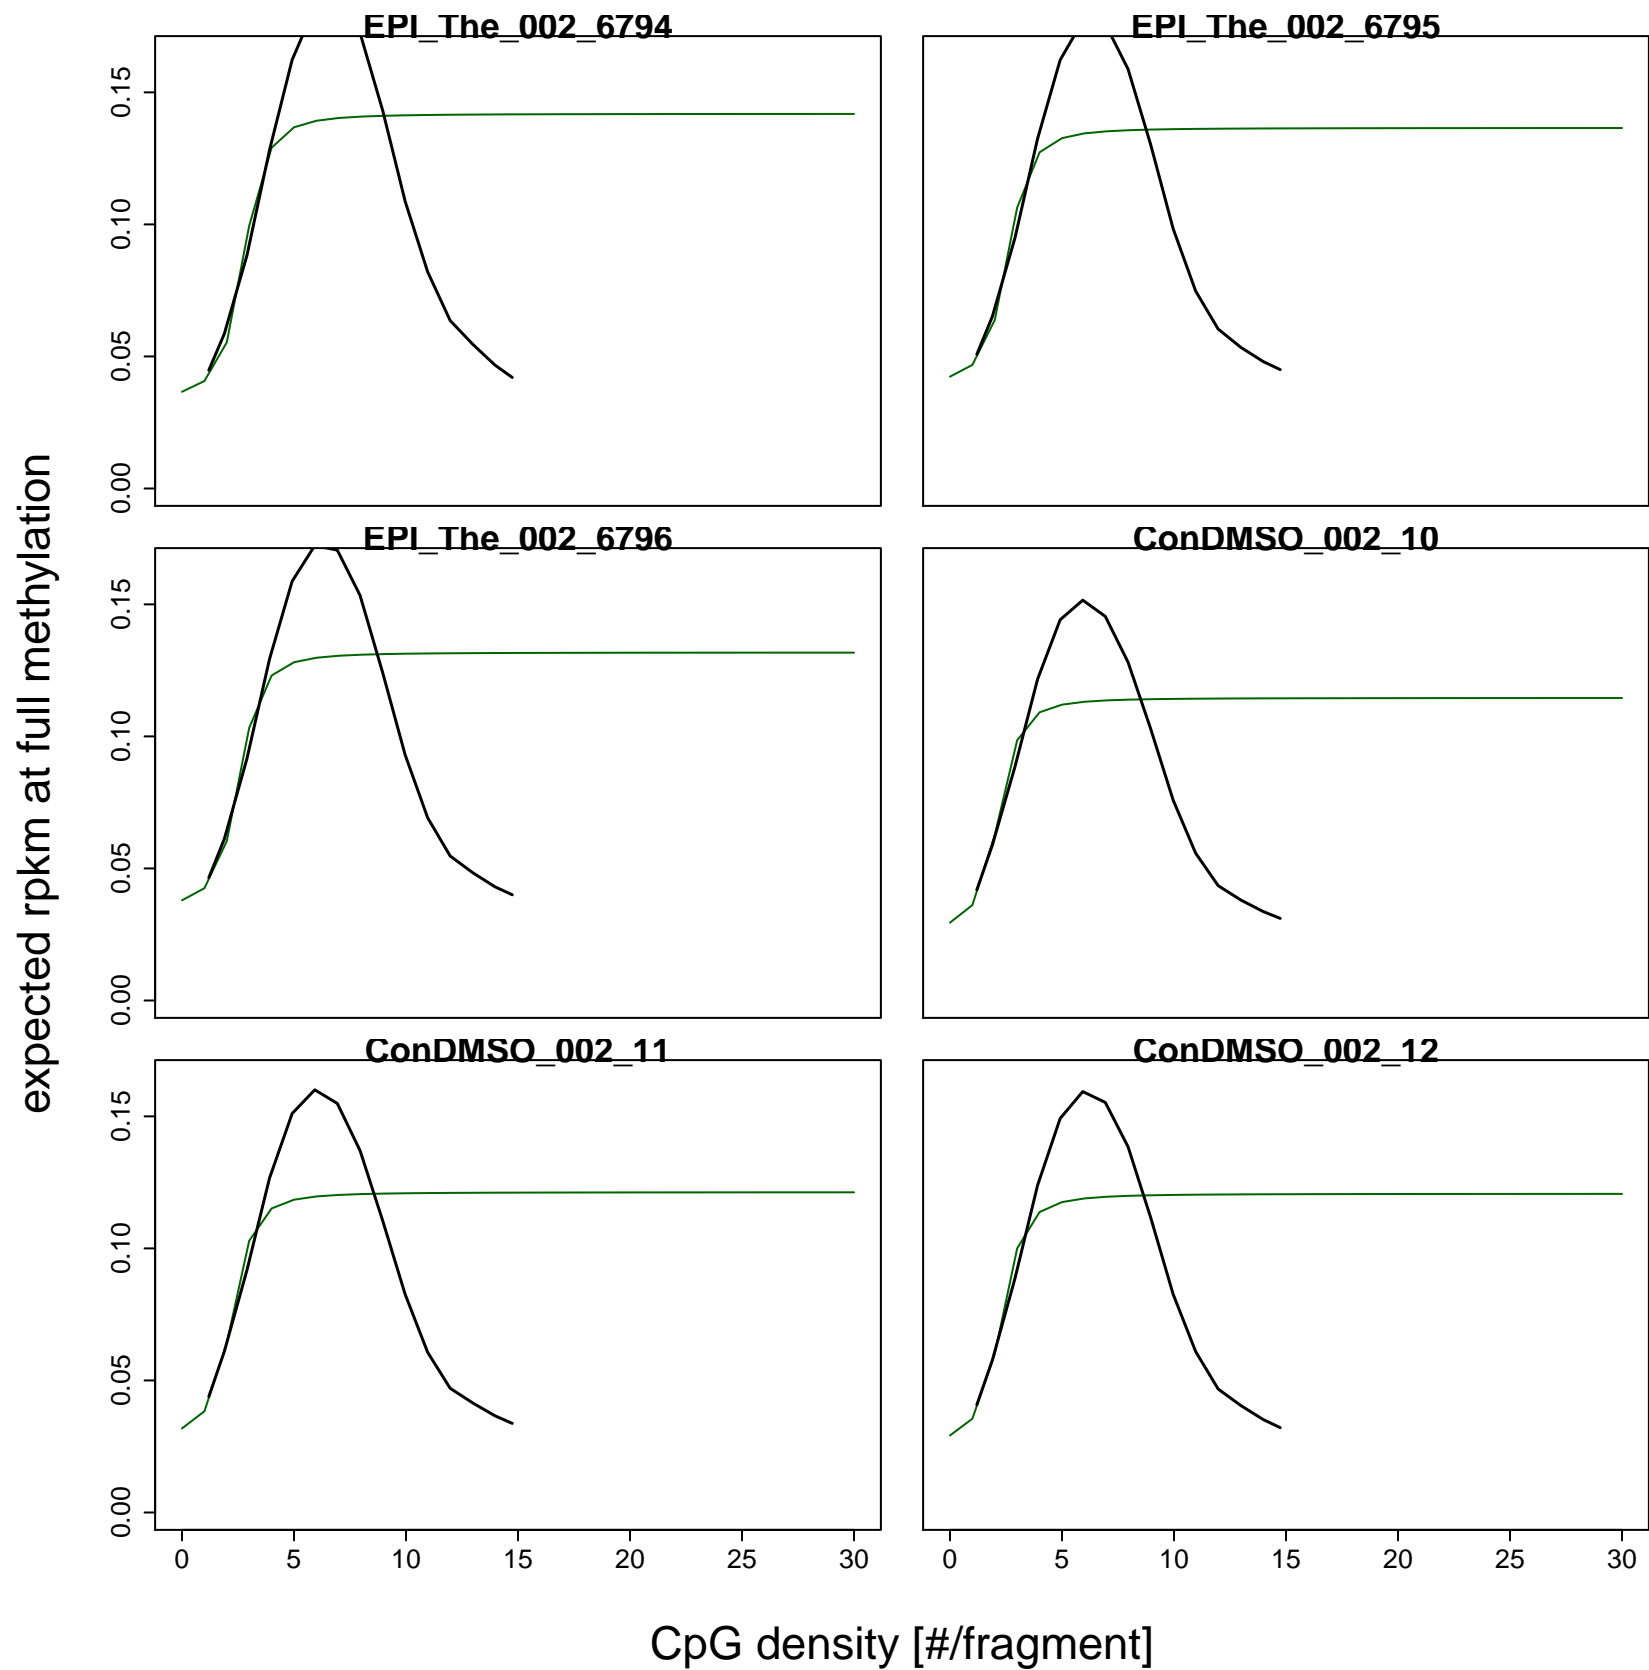 EPI_The_002_6794
EPI_The_002_6795
0.15
0.10
0.05
0.00
EPI_The_002_6796
ConDMSO_002_10
0.15
0.10
0.05
0.00
ConDMSO_002_11
ConDMSO_002_12
0.15
0.10
0.05
0.00
0 5 10 15 20 25 30
0 5 10 15 20 25 30
expected rpkm at full methylation
CpG density [#/fragment]